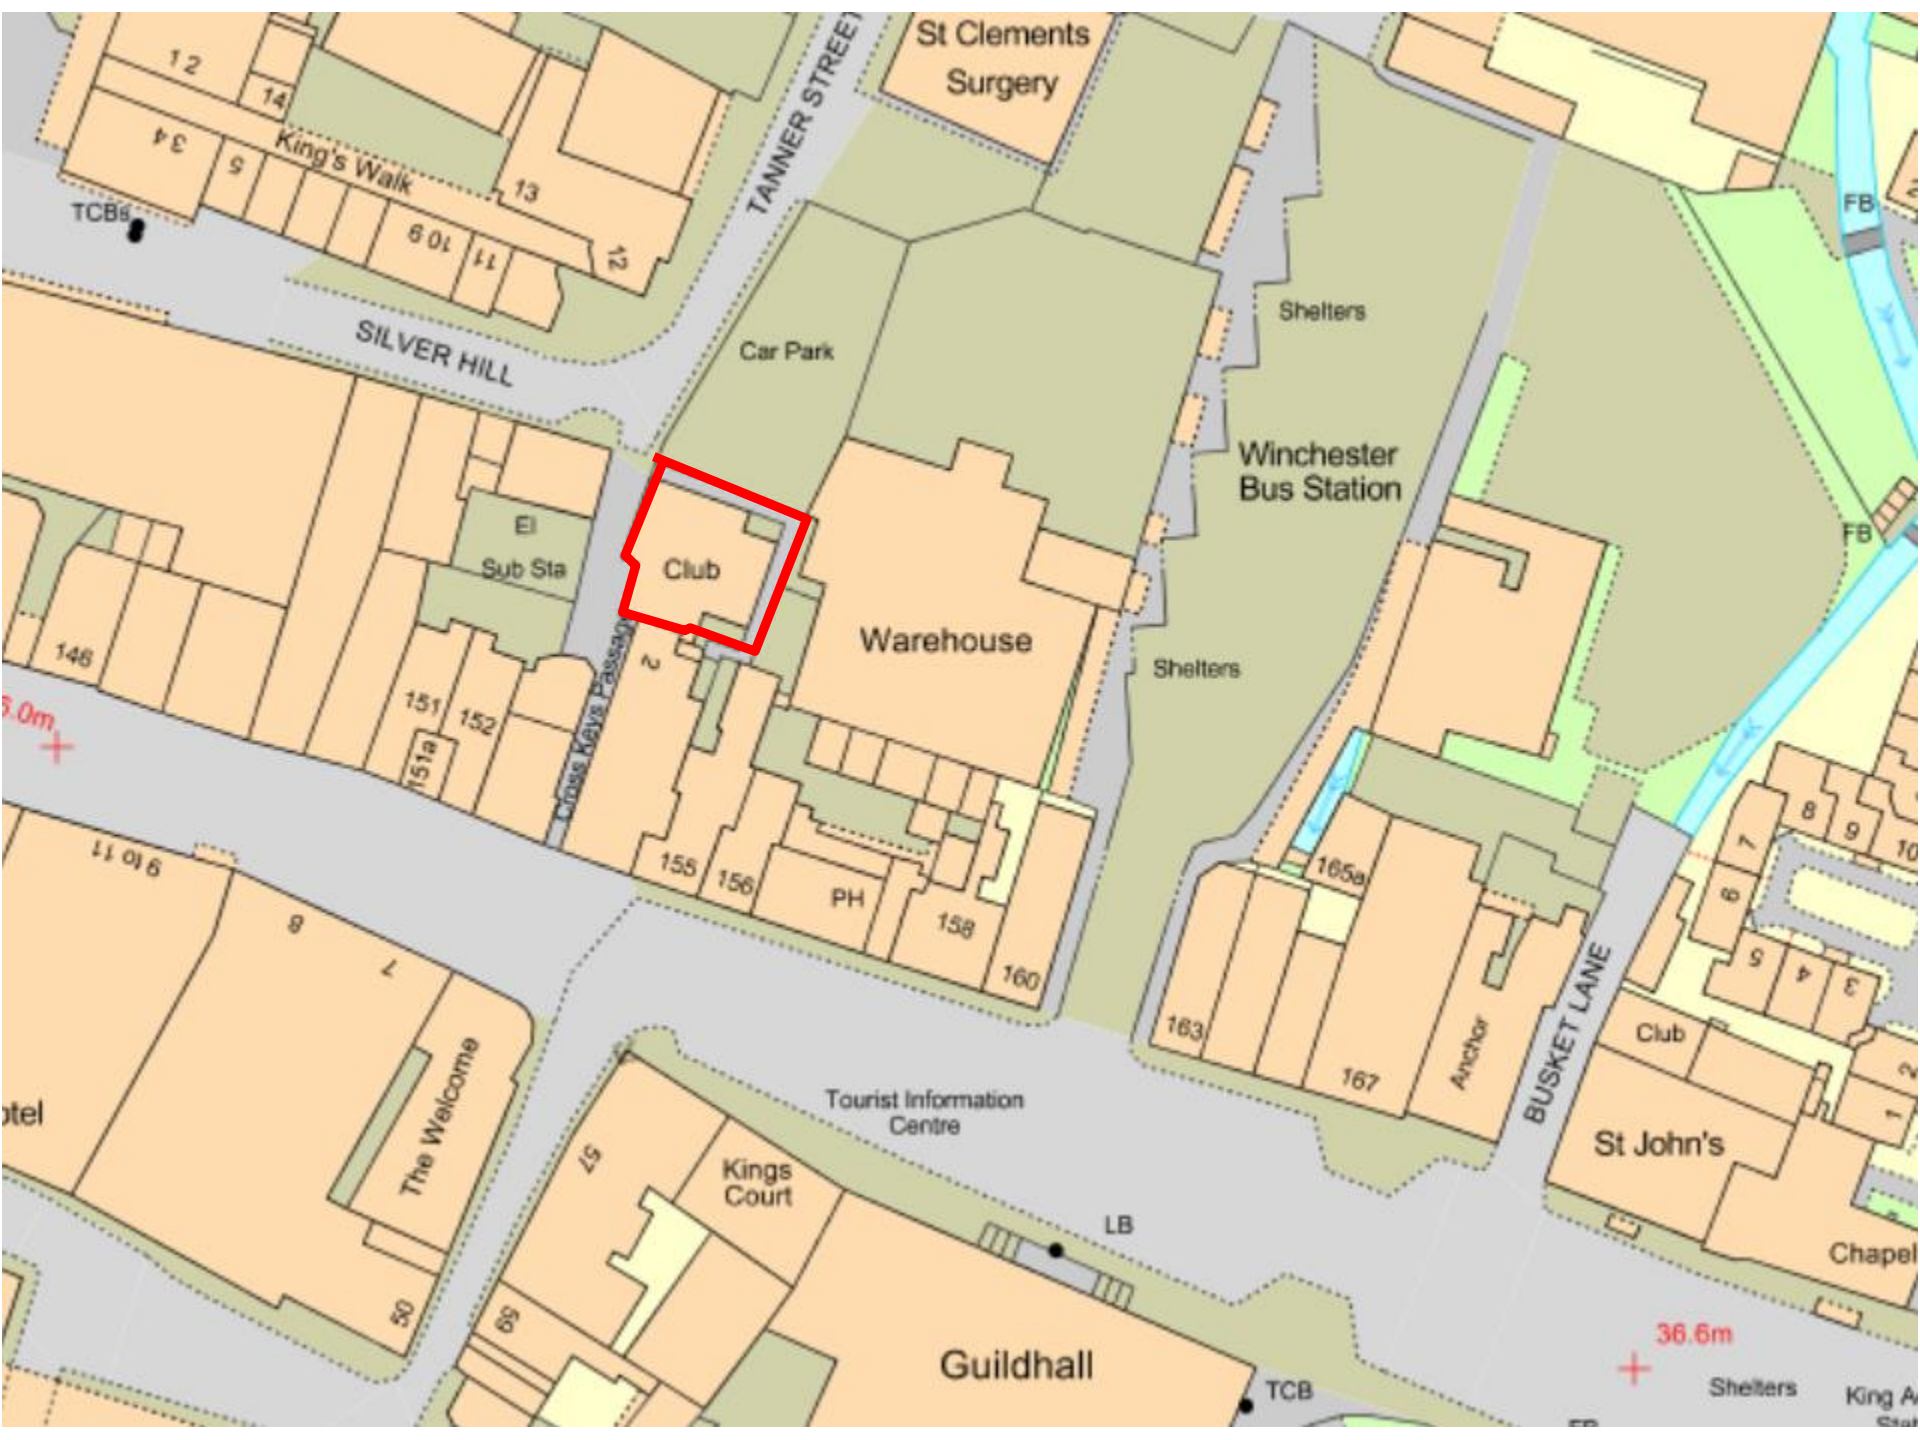 St Clements
Surgery
TANNER STREET
12
14
34
5
King's Walk
13
TCBs
9 10
11
12
FB
SILVER HILL
Car Park
Shelters
Winchester
Bus Station
El
Sub Sta
Club
Warehouse
FB
146
151
152
151a
2
Cross Keys Passage
Shelters
155
156
PH
158
160
165a
8
9
10
7
6
5
4
3
2
1
9 to 11
8
7
163
167
Anchor
BUSKET LANE
Club
St John's
Chapel
The Welcome
Tourist Information
Centre
57
Kings
Court
LB
50
59
Guildhall
TCB
36.6m
Shelters
King A